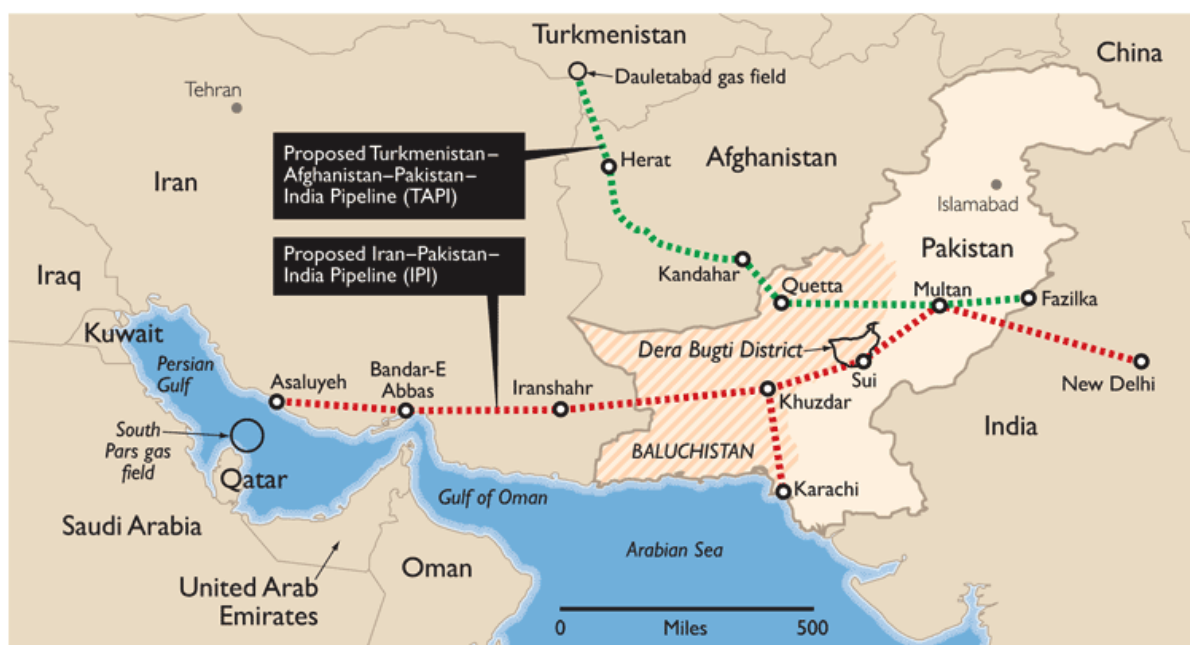 Turkmenistan
Dauletabad gas field
China
Tehran
Proposed Turkmenistan–
Afghanistan–Pakistan–
India Pipeline (TAPI)
Herat
Afghanistan
Iran
Islamabad
Proposed Iran–Pakistan–
India Pipeline (IPI)
Pakistan
Iraq
Kandahar
Quetta
Multan
Fazilka
Kuwait
Persian
Gulf
Dera Bugti District
Asaluyeh
Bandar-E
Abbas
Iranshahr
Sui
New Delhi
Khuzdar
South
Pars gas
field
BALUCHISTAN
India
Qatar
Karachi
Gulf of Oman
Saudi Arabia
Arabian Sea
Oman
United Arab
Emirates
0 Miles 500